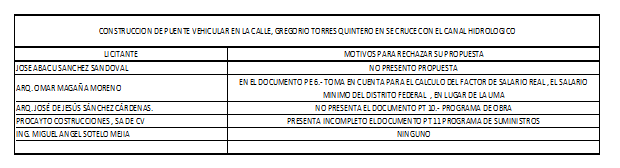 CONSTRUCCION DE PUENTE VEHICULAR EN LA CALLE, GREGORIO TORRES QUINTERO EN SE CRUCE CON EL CANAL HIDROLOGICO
LICITANTE MOTIVOS PARA RECHAZAR SU PROPUESTA
JOSE ABACU SANCHEZ SANDOVAL NO PRESENTO PROPUESTA
ARQ. OMAR MAGAÑA MORENO EN EL DOCUMENTO PE 6.- TOMA EN CUENTA PARA EL CALCULO DEL FACTOR DE SALARIO REAL , EL SALARIO
MINIMO DEL DISTRITO FEDERAL , EN LUGAR DE LA UMA
ARQ. JOSÉ DE JESÚS SÁNCHEZ CÁRDENAS. NO PRESENTA EL DOCUMENTO PT 10.- PROGRAMA DE OBRA
PROCAYTO COSTRUCCIONES , SA DE CV PRESENTA INCOMPLETO EL DOCUMENTO PT 11 PROGRAMA DE SUMINISTROS
ING. MIGUEL ANGEL SOTELO MEJIA NINGUNO